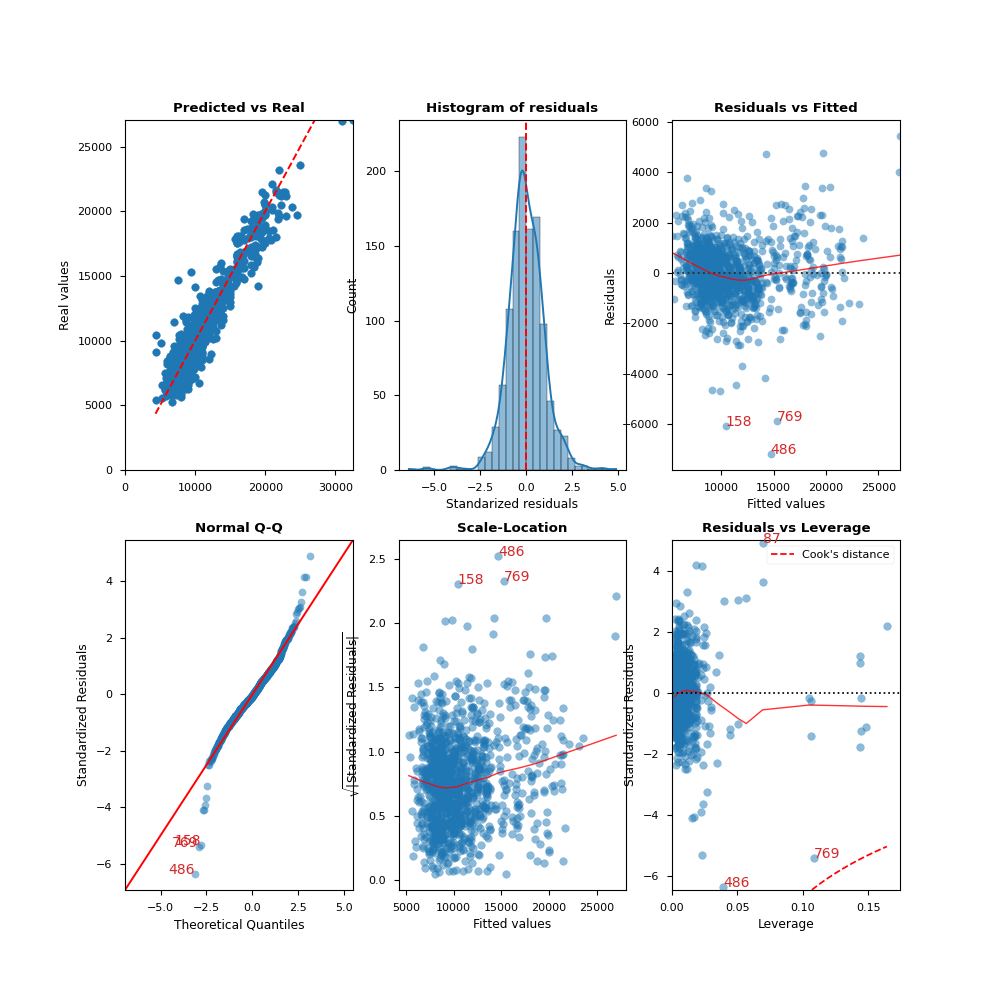 Predicted vs Real
Real values
25000
20000
15000
10000
5000
0
0 10000 20000 30000
Histogram of residuals
Count
200
150
100
50
0
−5.0 −2.5 0.0 2.5 5.0
Standarized residuals
Residuals vs Fitted
Residuals
6000
4000
2000
0
−2000
−4000
−6000
158
769
486
10000 15000 20000 25000
Fitted values
Normal Q-Q
Standardized Residuals
4
2
0
−2
−4
−6
158
769
486
−5.0 −2.5 0.0 2.5 5.0
Theoretical Quantiles
Scale-Location
√|Standardized Residuals|
2.5
2.0
1.5
1.0
0.5
0.0
486
158
769
5000 10000 15000 20000 25000
Fitted values
Residuals vs Leverage
Standardized Residuals
87
Cook's distance
4
2
0
−2
−4
−6
769
486
0.00 0.05 0.10 0.15
Leverage